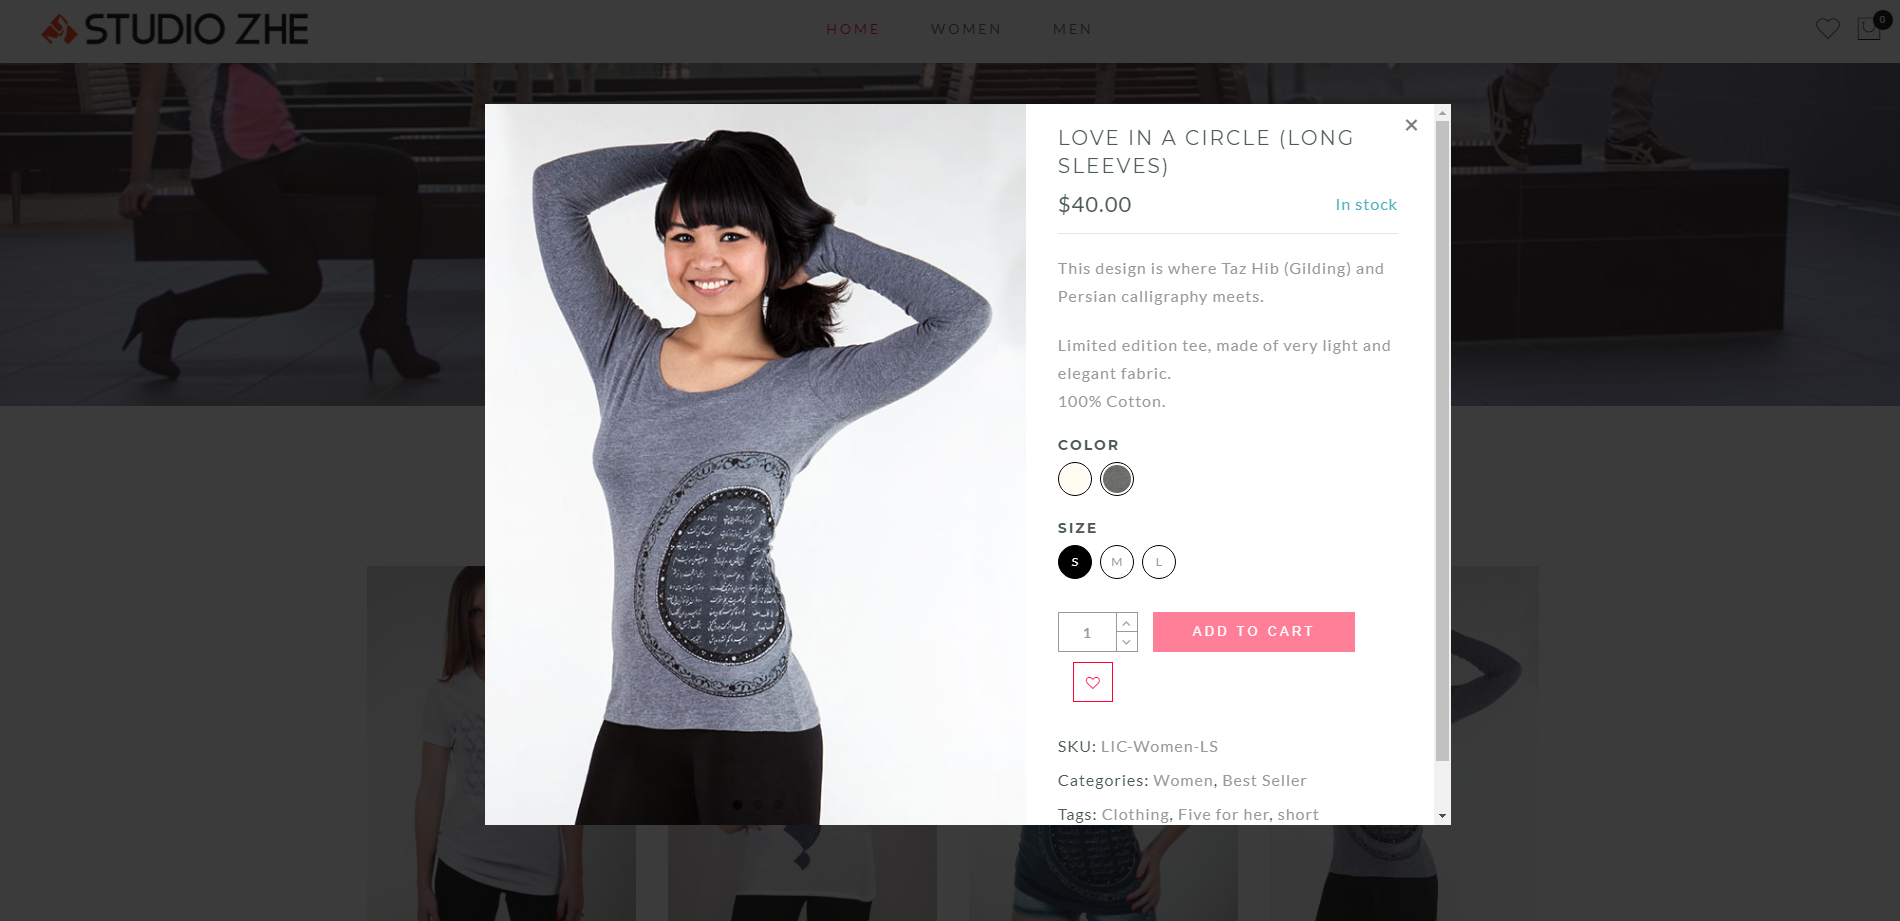 STUDIO ZHE
HOME
WOMEN
MEN
0
LOVE IN A CIRCLE (LONG
SLEEVES)
$40.00
In stock
This design is where Taz Hib (Gilding) and
Persian calligraphy meets.
Limited edition tee, made of very light and
elegant fabric.
100% Cotton.
COLOR
SIZE
S
M
L
1
ADD TO CART
SKU: LIC-Women-LS
Categories: Women, Best Seller
Tags: Clothing, Five for her, short